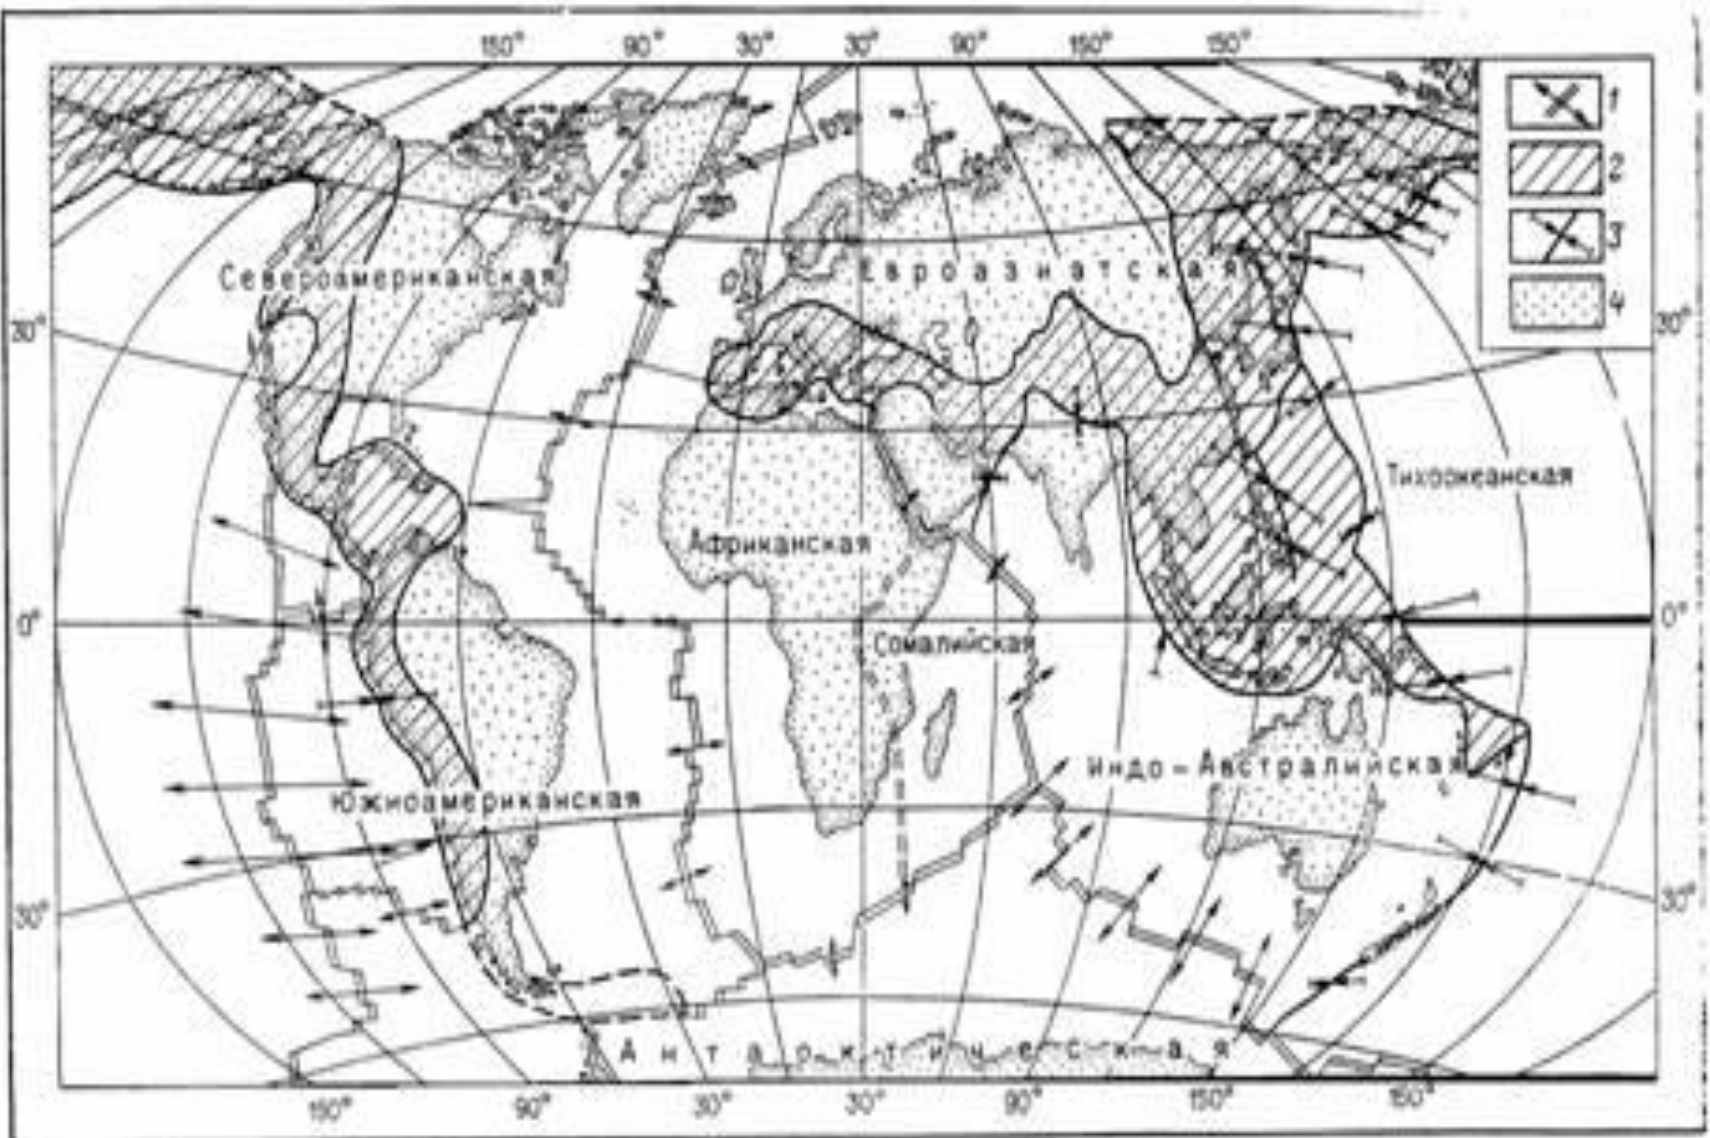 150° 90° 30° 30° 90° 150° 150°
1
2
3
4
Североамериканская
Евроазиатская
30° 30°
Тихоокеанская
Африканская
0° 0°
Сомалийская
Индо-Австралийская
Южноамериканская
30° 30°
Антарктическая
150° 90° 30° 30° 90° 150° 150°